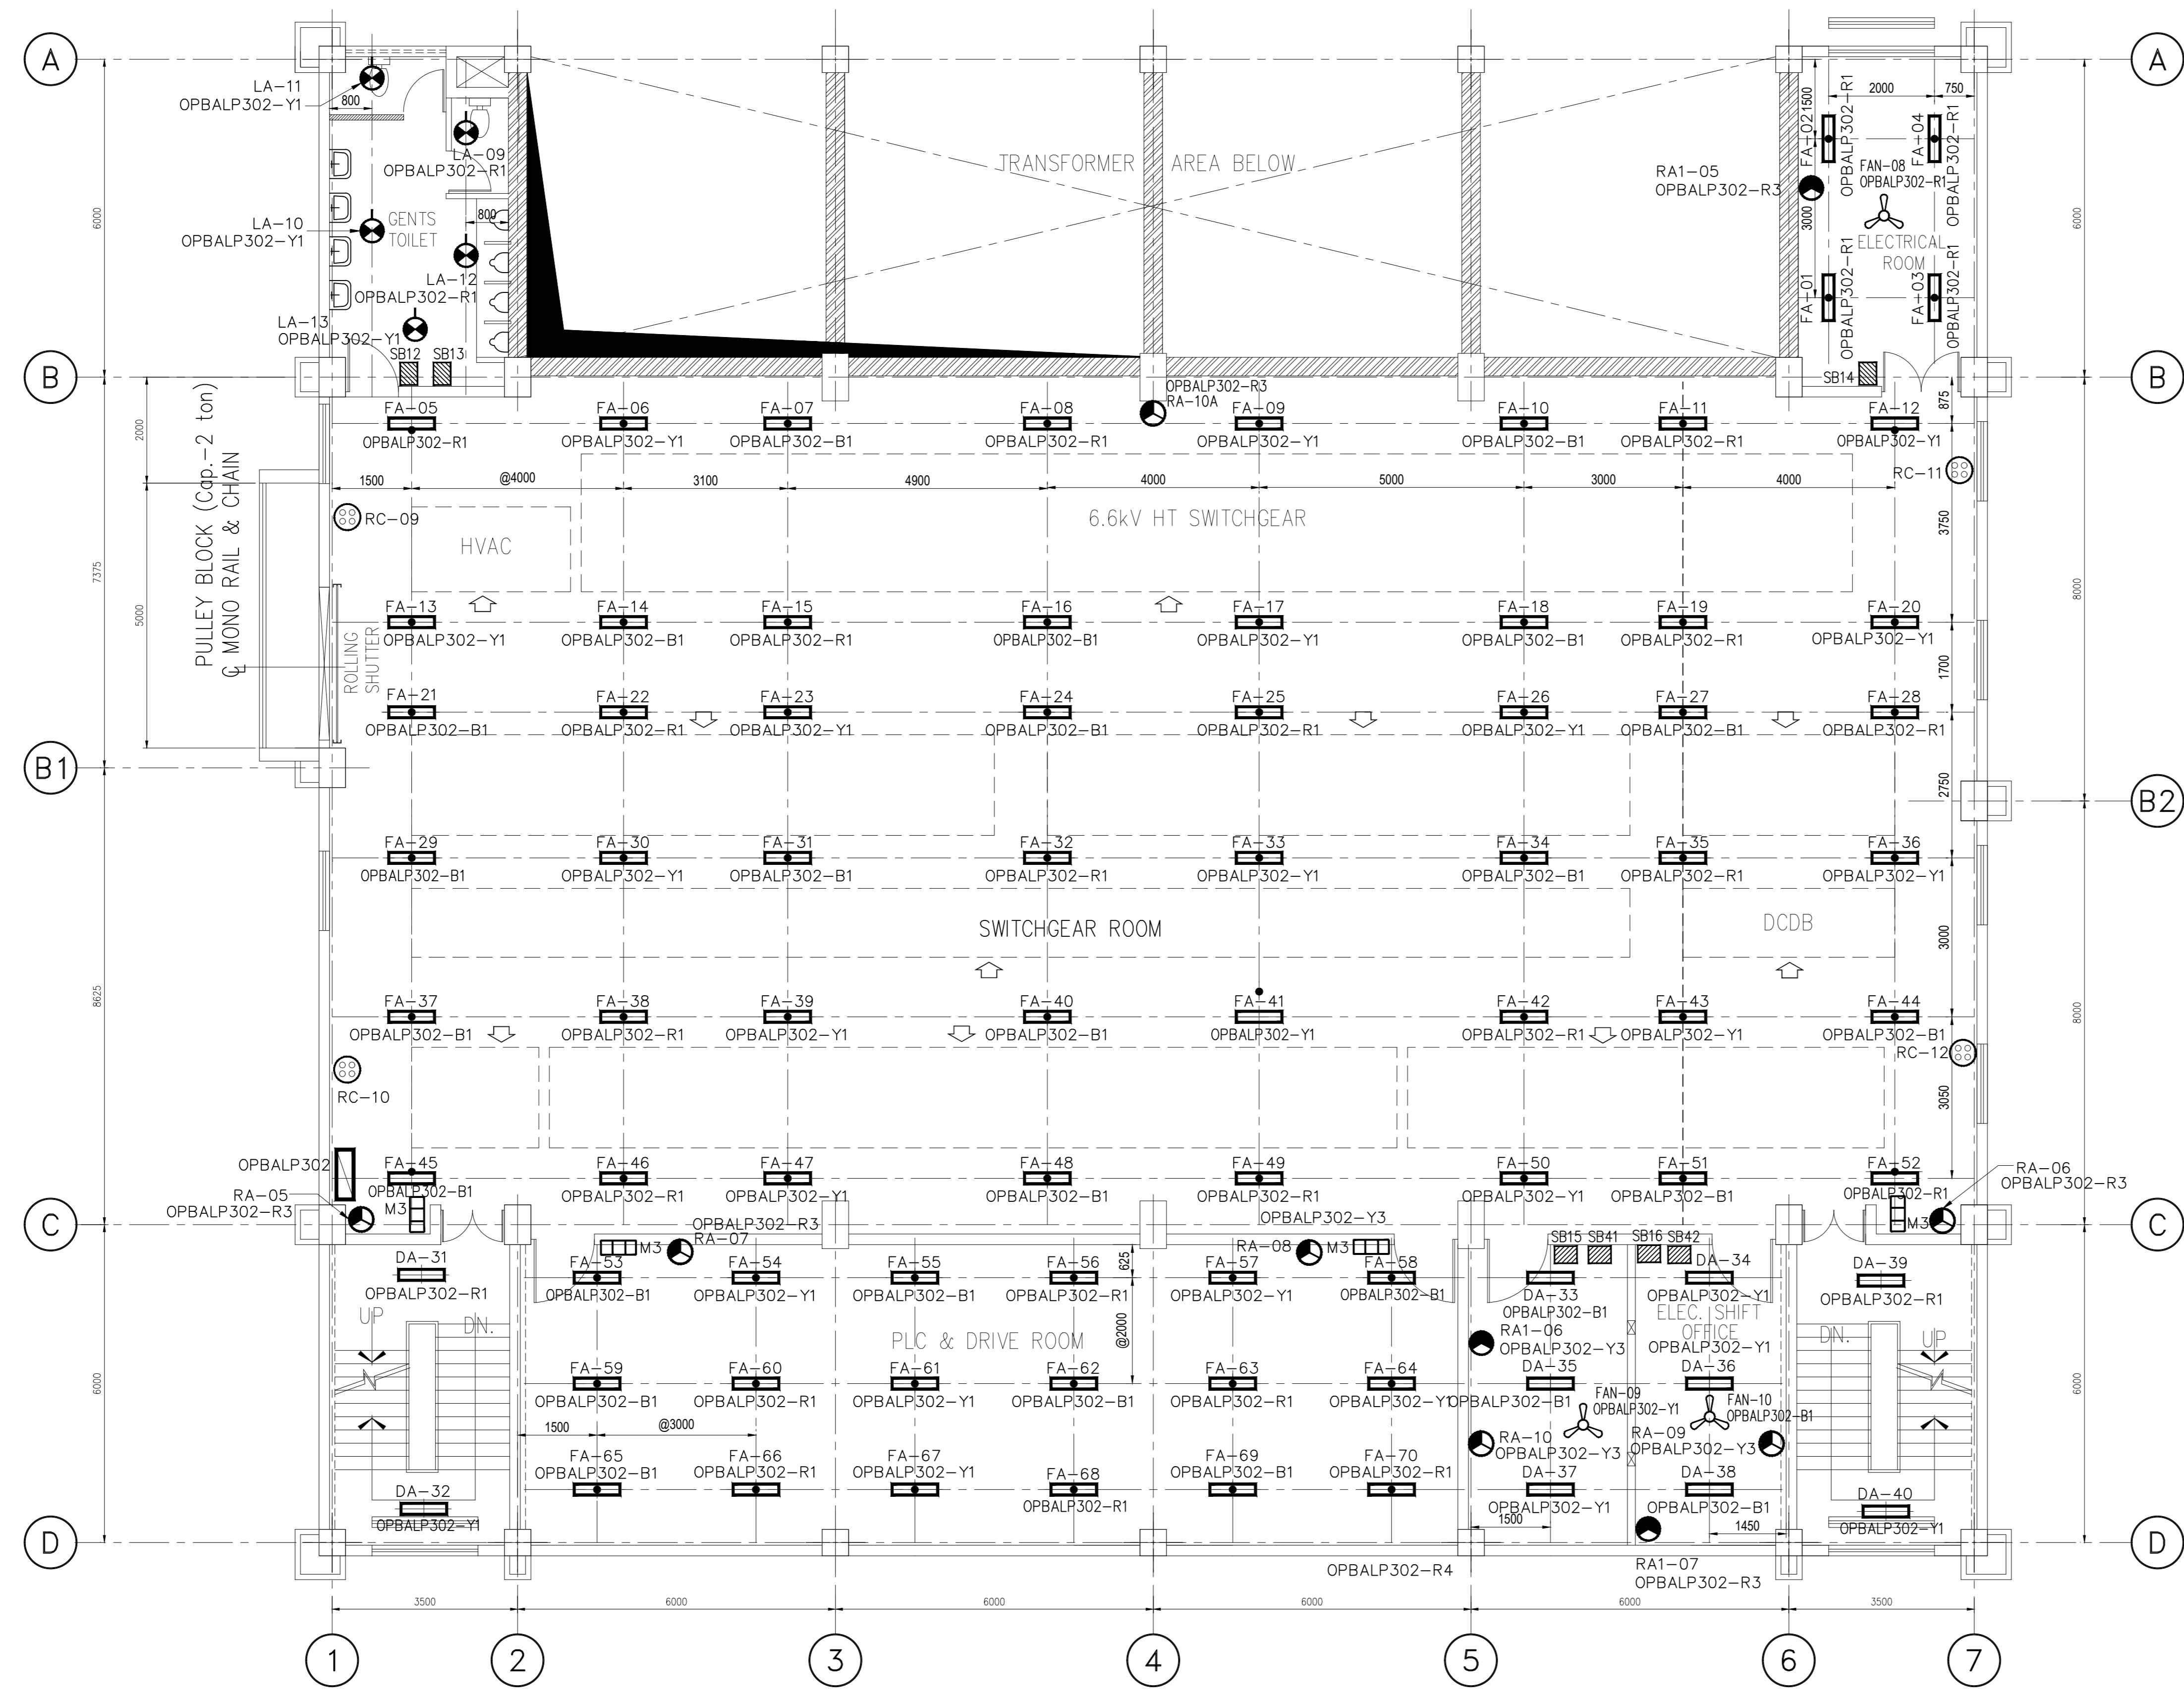 A
A
LA-11
OPBALP302-Y1
800
LA-09
OPBALP302-R1
LA-10
OPBALP302-Y1
GENTS
TOILET
800
LA-12
OPBALP302-R1
LA-13
OPBALP302-Y1
SB12
SB13
6000
TRANSFORMER AREA BELOW
RA1-05
OPBALP302-R3
1500
2000
750
3000
FA-02
OPBALP302-R1
FA-04
OPBALP302-R1
FAN-08
OPBALP302-R1
ELECTRICAL
ROOM
FA-01
OPBALP302-R1
FA-03
OPBALP302-R1
SB14
6000
B
B
OPBALP302-R3
RA-10A
875
FA-05
OPBALP302-R1
FA-06
OPBALP302-Y1
FA-07
OPBALP302-B1
FA-08
OPBALP302-R1
FA-09
OPBALP302-Y1
FA-10
OPBALP302-B1
FA-11
OPBALP302-R1
FA-12
OPBALP302-Y1
2000
PULLEY BLOCK (Cap.-2 ton)
℄ MONO RAIL & CHAIN
1500
@4000
3100
4900
4000
5000
3000
4000
RC-09
RC-11
HVAC
6.6kV HT SWITCHGEAR
3750
7375
5000
8000
ROLLING
SHUTTER
FA-13
OPBALP302-Y1
FA-14
OPBALP302-B1
FA-15
OPBALP302-R1
FA-16
OPBALP302-B1
FA-17
OPBALP302-Y1
FA-18
OPBALP302-B1
FA-19
OPBALP302-R1
FA-20
OPBALP302-Y1
1700
FA-21
OPBALP302-B1
FA-22
OPBALP302-R1
FA-23
OPBALP302-Y1
FA-24
OPBALP302-B1
FA-25
OPBALP302-R1
FA-26
OPBALP302-Y1
FA-27
OPBALP302-B1
FA-28
OPBALP302-R1
B1
B2
2750
FA-29
OPBALP302-B1
FA-30
OPBALP302-Y1
FA-31
OPBALP302-B1
FA-32
OPBALP302-R1
FA-33
OPBALP302-Y1
FA-34
OPBALP302-B1
FA-35
OPBALP302-R1
FA-36
OPBALP302-Y1
SWITCHGEAR ROOM
DCDB
3000
8625
8000
FA-37
OPBALP302-B1
FA-38
OPBALP302-R1
FA-39
OPBALP302-Y1
FA-40
OPBALP302-B1
FA-41
OPBALP302-Y1
FA-42
OPBALP302-R1
FA-43
OPBALP302-Y1
FA-44
OPBALP302-B1
RC-10
RC-12
3050
OPBALP302
FA-45
OPBALP302-B1
FA-46
OPBALP302-R1
FA-47
OPBALP302-Y1
FA-48
OPBALP302-B1
FA-49
OPBALP302-R1
FA-50
OPBALP302-Y1
FA-51
OPBALP302-B1
FA-52
OPBALP302-R1
RA-05
OPBALP302-R3
M3
M3
RA-06
OPBALP302-R3
C
C
OPBALP302-R3
RA-07
M3
OPBALP302-Y3
RA-08
M3
SB15
SB41
SB16
SB42
625
DA-31
OPBALP302-R1
FA-53
OPBALP302-B1
FA-54
OPBALP302-Y1
FA-55
OPBALP302-B1
FA-56
OPBALP302-R1
FA-57
OPBALP302-Y1
FA-58
OPBALP302-B1
DA-33
OPBALP302-B1
DA-34
OPBALP302-Y1
DA-39
OPBALP302-R1
UP
DN.
PLC & DRIVE ROOM
@2000
RA1-06
OPBALP302-Y3
ELEC. SHIFT
OFFICE
DN.
UP
6000
6000
FA-59
OPBALP302-B1
FA-60
OPBALP302-R1
FA-61
OPBALP302-Y1
FA-62
OPBALP302-B1
FA-63
OPBALP302-R1
FA-64
OPBALP302-Y1
DA-35
OPBALP302-B1
OPBALP302-Y1
DA-36
1500
@3000
FAN-09
OPBALP302-Y1
FAN-10
OPBALP302-B1
RA-10
OPBALP302-Y3
RA-09
OPBALP302-Y3
FA-65
OPBALP302-B1
FA-66
OPBALP302-R1
FA-67
OPBALP302-Y1
FA-68
OPBALP302-R1
FA-69
OPBALP302-B1
FA-70
OPBALP302-R1
DA-37
OPBALP302-Y1
DA-38
OPBALP302-B1
DA-32
OPBALP302-Y1
DA-40
OPBALP302-Y1
1500
1450
D
D
OPBALP302-R4
RA1-07
OPBALP302-R3
3500
6000
6000
6000
6000
3500
1
2
3
4
5
6
7